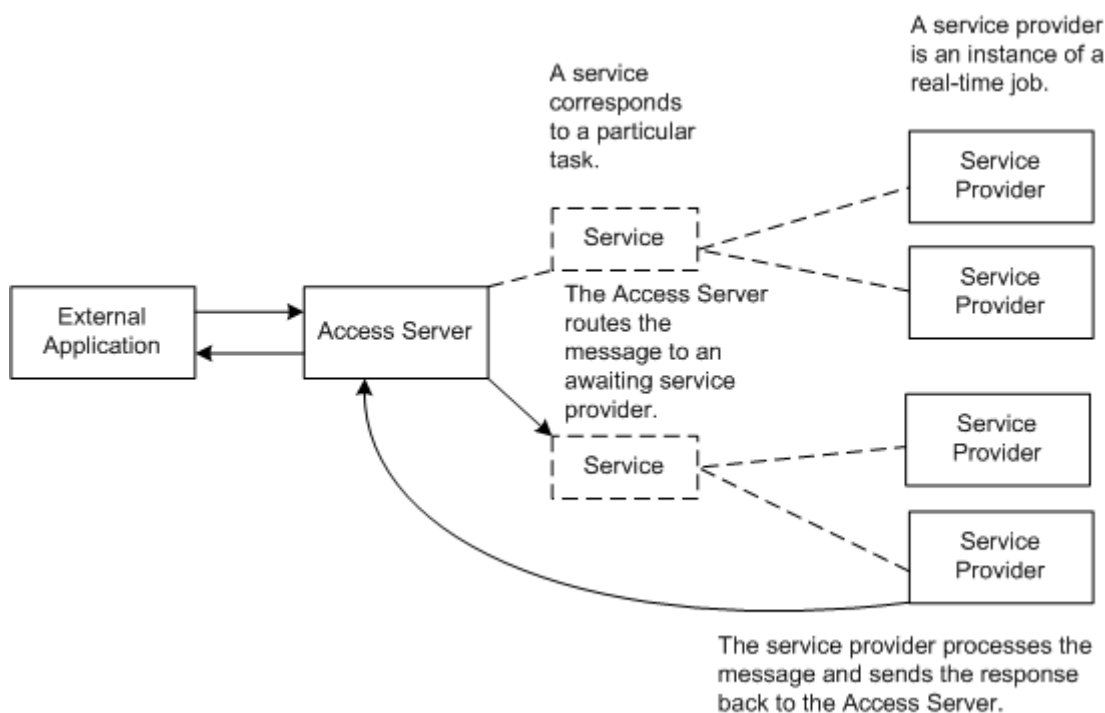 A service provider
is an instance of a
real-time job.
A service
corresponds
to a particular
task.
Service
Provider
Service
Service
Provider
External
Application
Access Server
The Access Server
routes the
message to an
awaiting service
provider.
Service
Provider
Service
Service
Provider
The service provider processes the
message and sends the response
back to the Access Server.